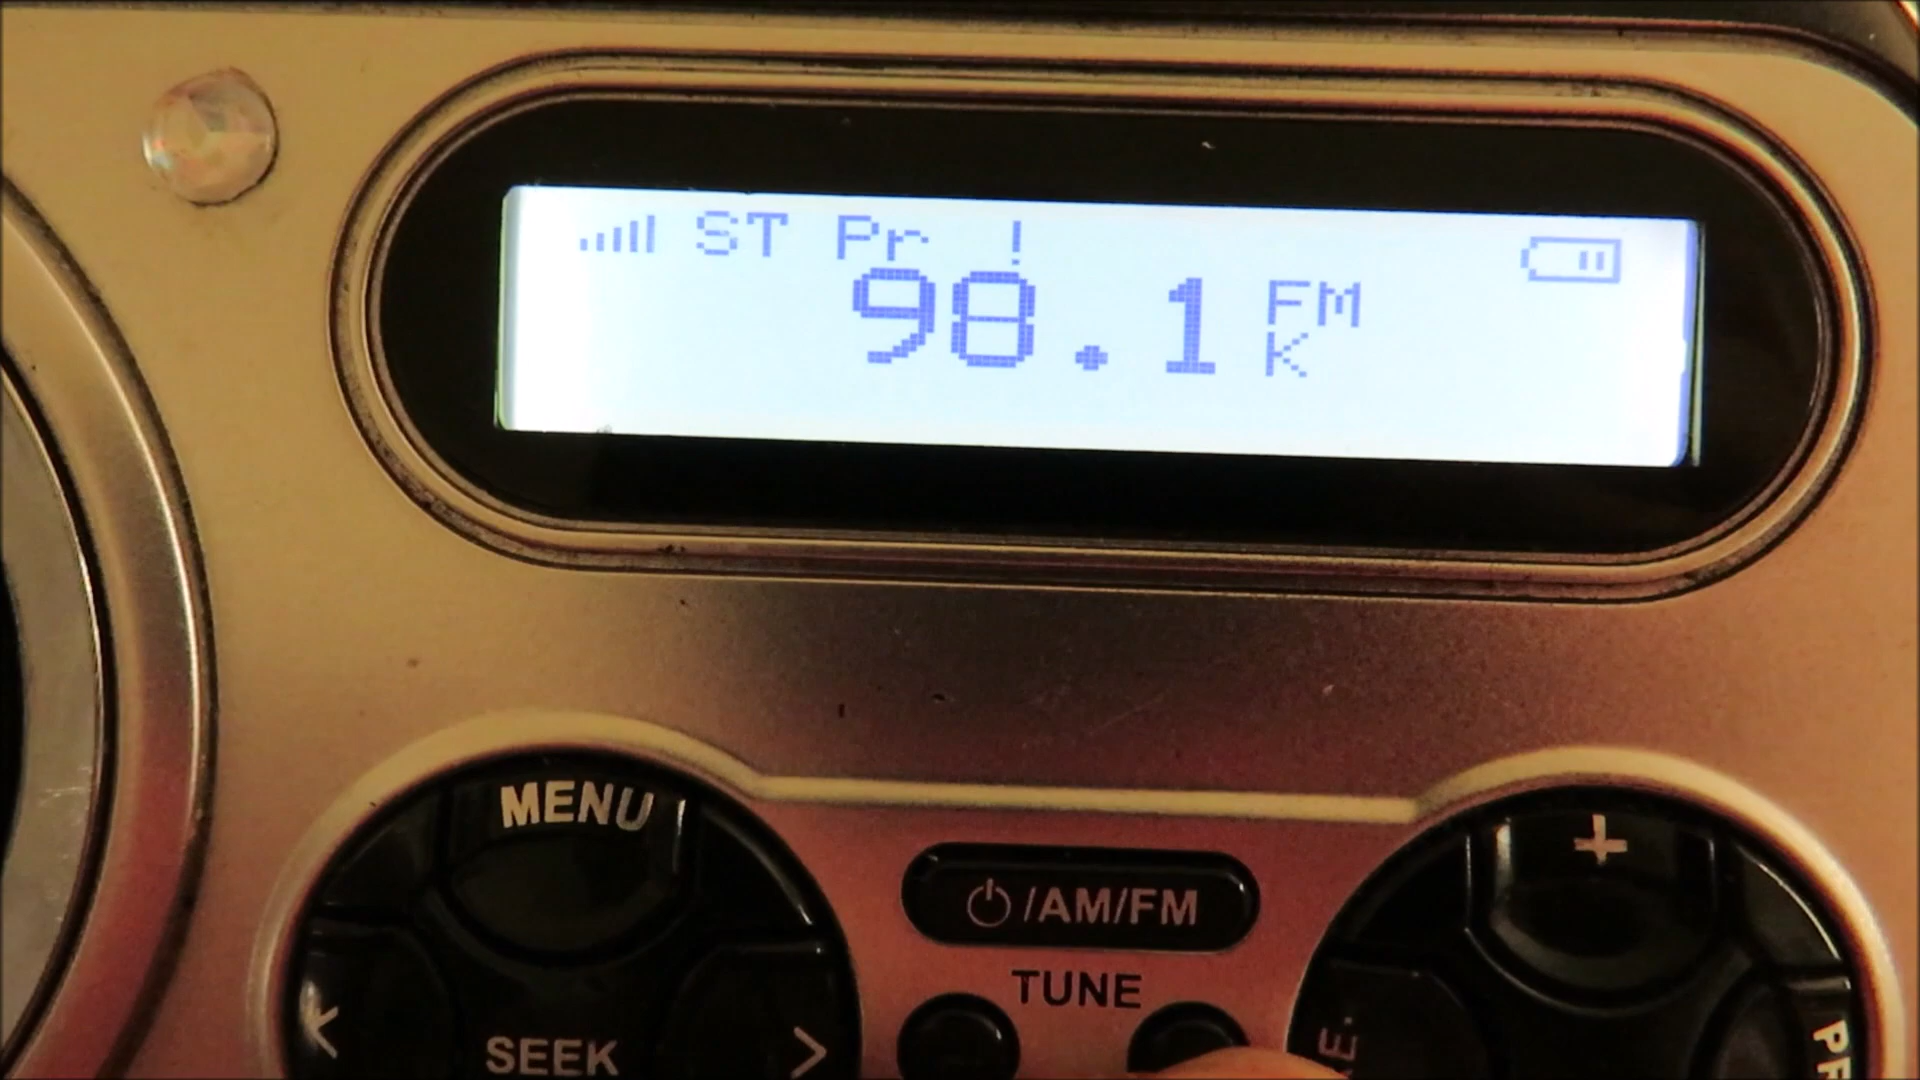 ST Pr !
98.1 FM
K
MENU
+
/AM/FM
TUNE
< SEEK >